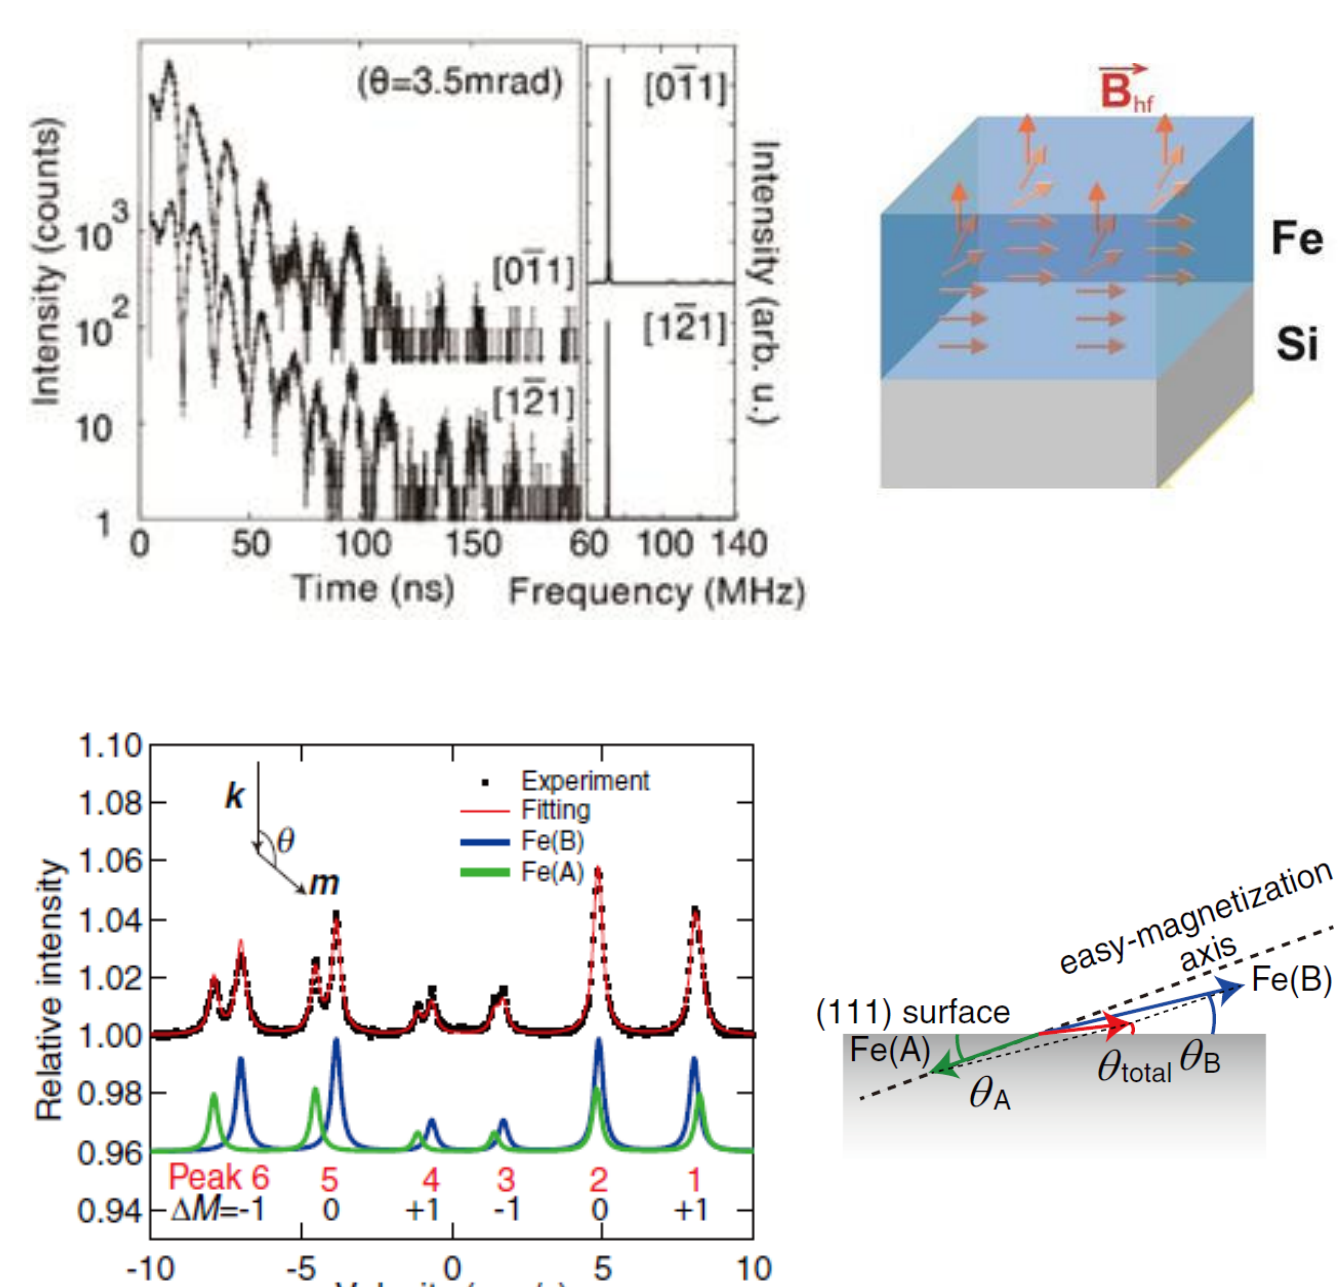 (θ=3.5mrad)
[01̅1]
B
hf
Intensity (counts)
10³
10²
10
1
[01̅1]
[12̅1]
[12̅1]
Intensity (arb. u.)
Fe
Si
0 50 100 150 60 100 140
Time (ns) Frequency (MHz)
1.10
1.08
1.06
1.04
1.02
1.00
0.98
0.96
0.94
Relative intensity
k
θ
m
Experiment
Fitting
Fe(B)
Fe(A)
Peak 6 5 4 3 2 1
ΔM=-1 0 +1 -1 0 +1
-10 -5 0 5 10
easy-magnetization
axis
Fe(B)
(111) surface
Fe(A)
θA
θtotal
θB